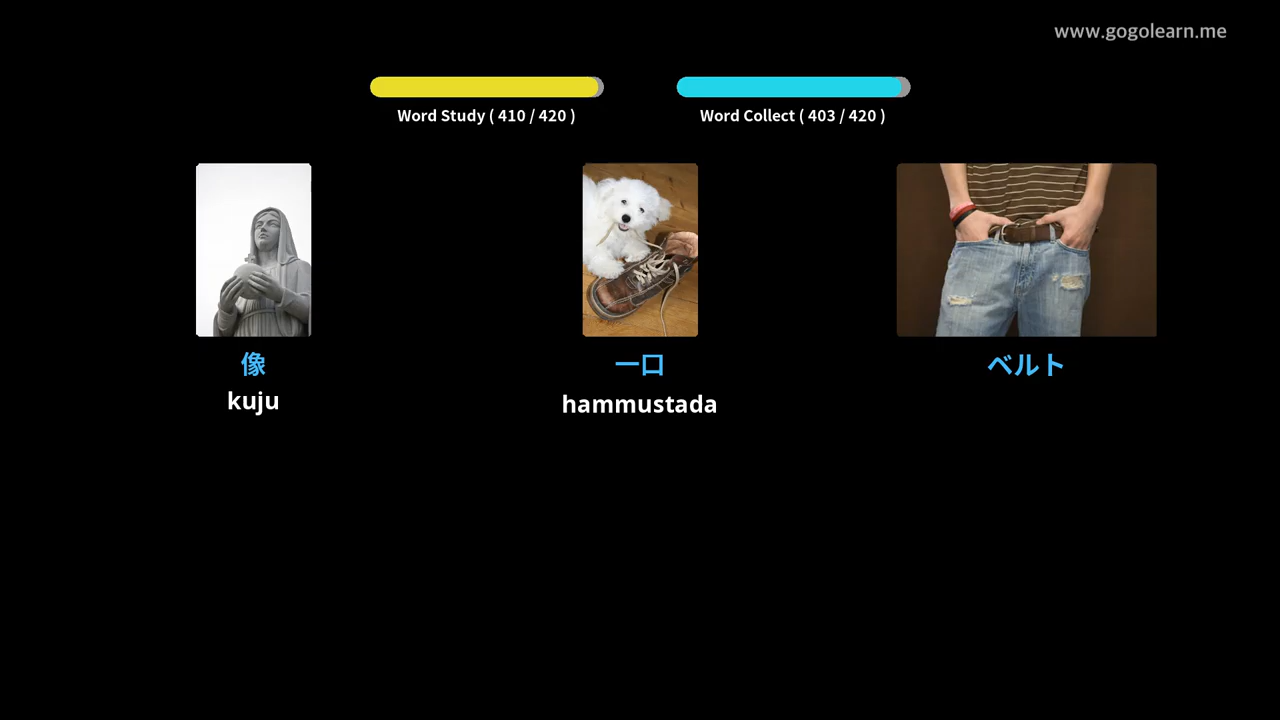 www.gogolearn.me
Word Study ( 410 / 420 )
Word Collect ( 403 / 420 )
像
一口
ベルト
kuju
hammustada